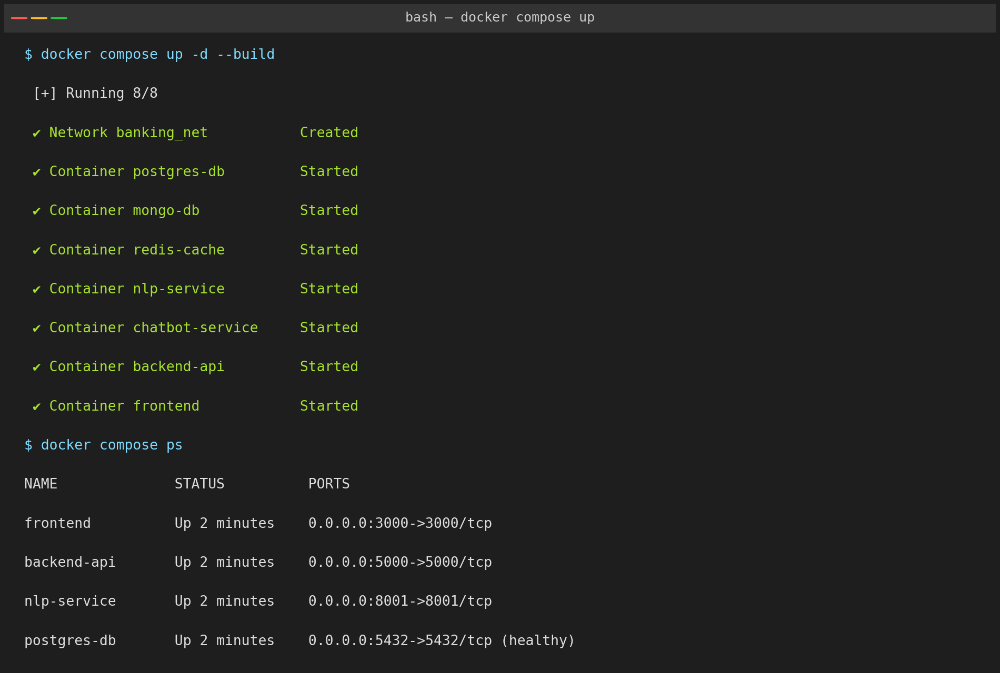 bash — docker compose up
$ docker compose up -d --build
[+] Running 8/8
✔ Network banking_net Created
✔ Container postgres-db Started
✔ Container mongo-db Started
✔ Container redis-cache Started
✔ Container nlp-service Started
✔ Container chatbot-service Started
✔ Container backend-api Started
✔ Container frontend Started
$ docker compose ps
NAME STATUS PORTS
frontend Up 2 minutes 0.0.0.0:3000->3000/tcp
backend-api Up 2 minutes 0.0.0.0:5000->5000/tcp
nlp-service Up 2 minutes 0.0.0.0:8001->8001/tcp
postgres-db Up 2 minutes 0.0.0.0:5432->5432/tcp (healthy)